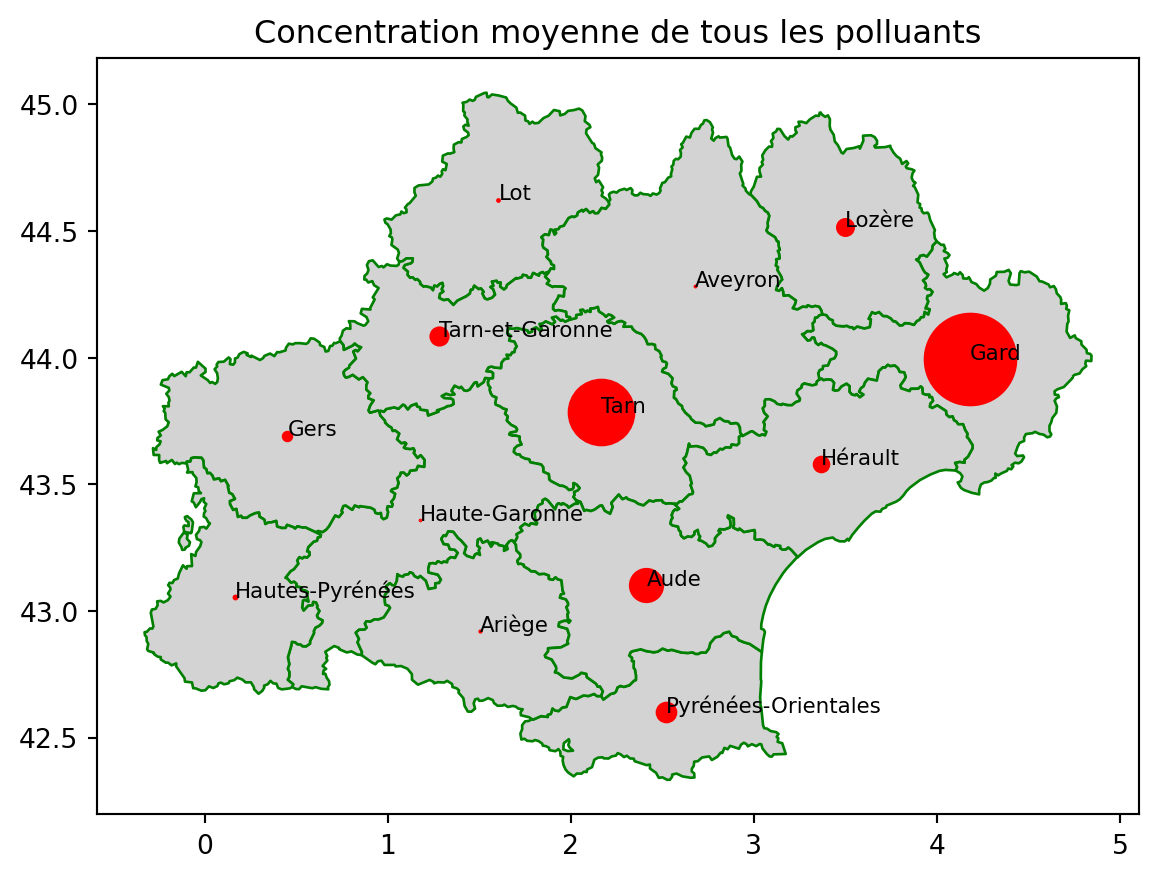 Concentration moyenne de tous les polluants
45.0
44.5
44.0
43.5
43.0
42.5
Lot
Lozère
Aveyron
Tarn-et-Garonne
Gard
Tarn
Gers
Hérault
Haute-Garonne
Hautes-Pyrénées
Aude
Ariège
Pyrénées-Orientales
0 1 2 3 4 5